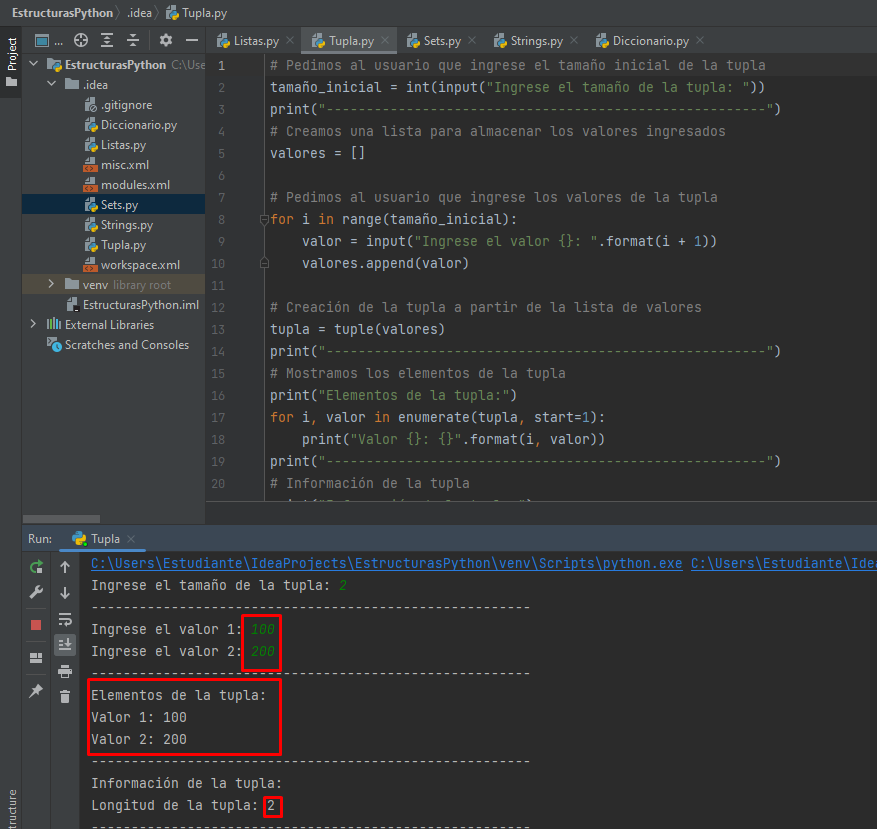 EstructurasPython .idea Tupla.py
Project
...
Listas.py Tupla.py Sets.py Strings.py Diccionario.py
EstructurasPython C:\Use
.idea
.gitignore
Diccionario.py
Listas.py
misc.xml
modules.xml
Sets.py
Strings.py
Tupla.py
workspace.xml
venv library root
EstructurasPython.iml
External Libraries
Scratches and Consoles
1 # Pedimos al usuario que ingrese el tamaño inicial de la tupla
2 tamaño_inicial = int(input("Ingrese el tamaño de la tupla: "))
3 print("-------------------------------------------------------")
4 # Creamos una lista para almacenar los valores ingresados
5 valores = []
6
7 # Pedimos al usuario que ingrese los valores de la tupla
8 for i in range(tamaño_inicial):
9 valor = input("Ingrese el valor {}: ".format(i + 1))
10 valores.append(valor)
11
12 # Creación de la tupla a partir de la lista de valores
13 tupla = tuple(valores)
14 print("-------------------------------------------------------")
15 # Mostramos los elementos de la tupla
16 print("Elementos de la tupla:")
17 for i, valor in enumerate(tupla, start=1):
18 print("Valor {}: {}".format(i, valor))
19 print("-------------------------------------------------------")
20 # Información de la tupla
Run: Tupla
C:\Users\Estudiante\IdeaProjects\EstructurasPython\venv\Scripts\python.exe C:\Users\Estudiante\Idea
Ingrese el tamaño de la tupla: 2
-------------------------------------------------------
Ingrese el valor 1: 100
Ingrese el valor 2: 200
-------------------------------------------------------
Elementos de la tupla:
Valor 1: 100
Valor 2: 200
-------------------------------------------------------
Información de la tupla:
Longitud de la tupla: 2
-------------------------------------------------------
ructure